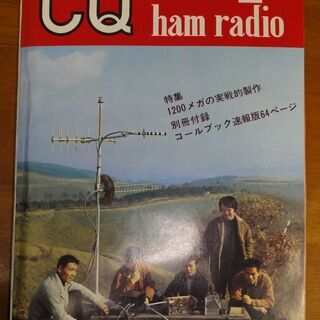 CQ
ham radio
特集
1200メガの実戦的製作
別冊付録
コールブック速報版64ページ